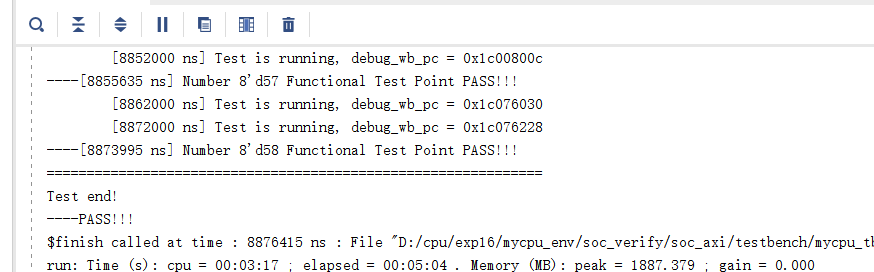 [8852000 ns] Test is running, debug_wb_pc = 0x1c00800c
----[8855635 ns] Number 8'd57 Functional Test Point PASS!!!
[8862000 ns] Test is running, debug_wb_pc = 0x1c076030
[8872000 ns] Test is running, debug_wb_pc = 0x1c076228
----[8873995 ns] Number 8'd58 Functional Test Point PASS!!!
==============================================================
Test end!
----PASS!!!
$finish called at time : 8876415 ns : File "D:/cpu/exp16/mycpu_env/soc_verify/soc_axi/testbench/mycpu_tb
run: Time (s): cpu = 00:03:17 ; elapsed = 00:05:04 . Memory (MB): peak = 1887.379 ; gain = 0.000